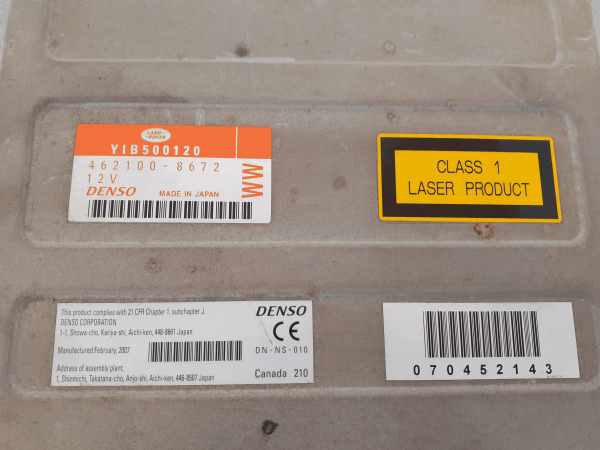 LAND-
ROVER
YIB500120
462100-8672
12V
DENSO MADE IN JAPAN
WW
CLASS 1
LASER PRODUCT
This product complies with 21 CFR Chapter 1. subchapter J.
DENSO CORPORATION
1-1, Showa-cho, Kariya-shi, Aichi-ken, 448-8661 Japan
Manufactured:February, 2007
Address of assembly plant:
1, Shinmichi, Takatana-cho, Anjo-shi, Aichi-ken, 446-8507 Japan
DENSO
CE
DN-NS-010
Canada 210
070452143